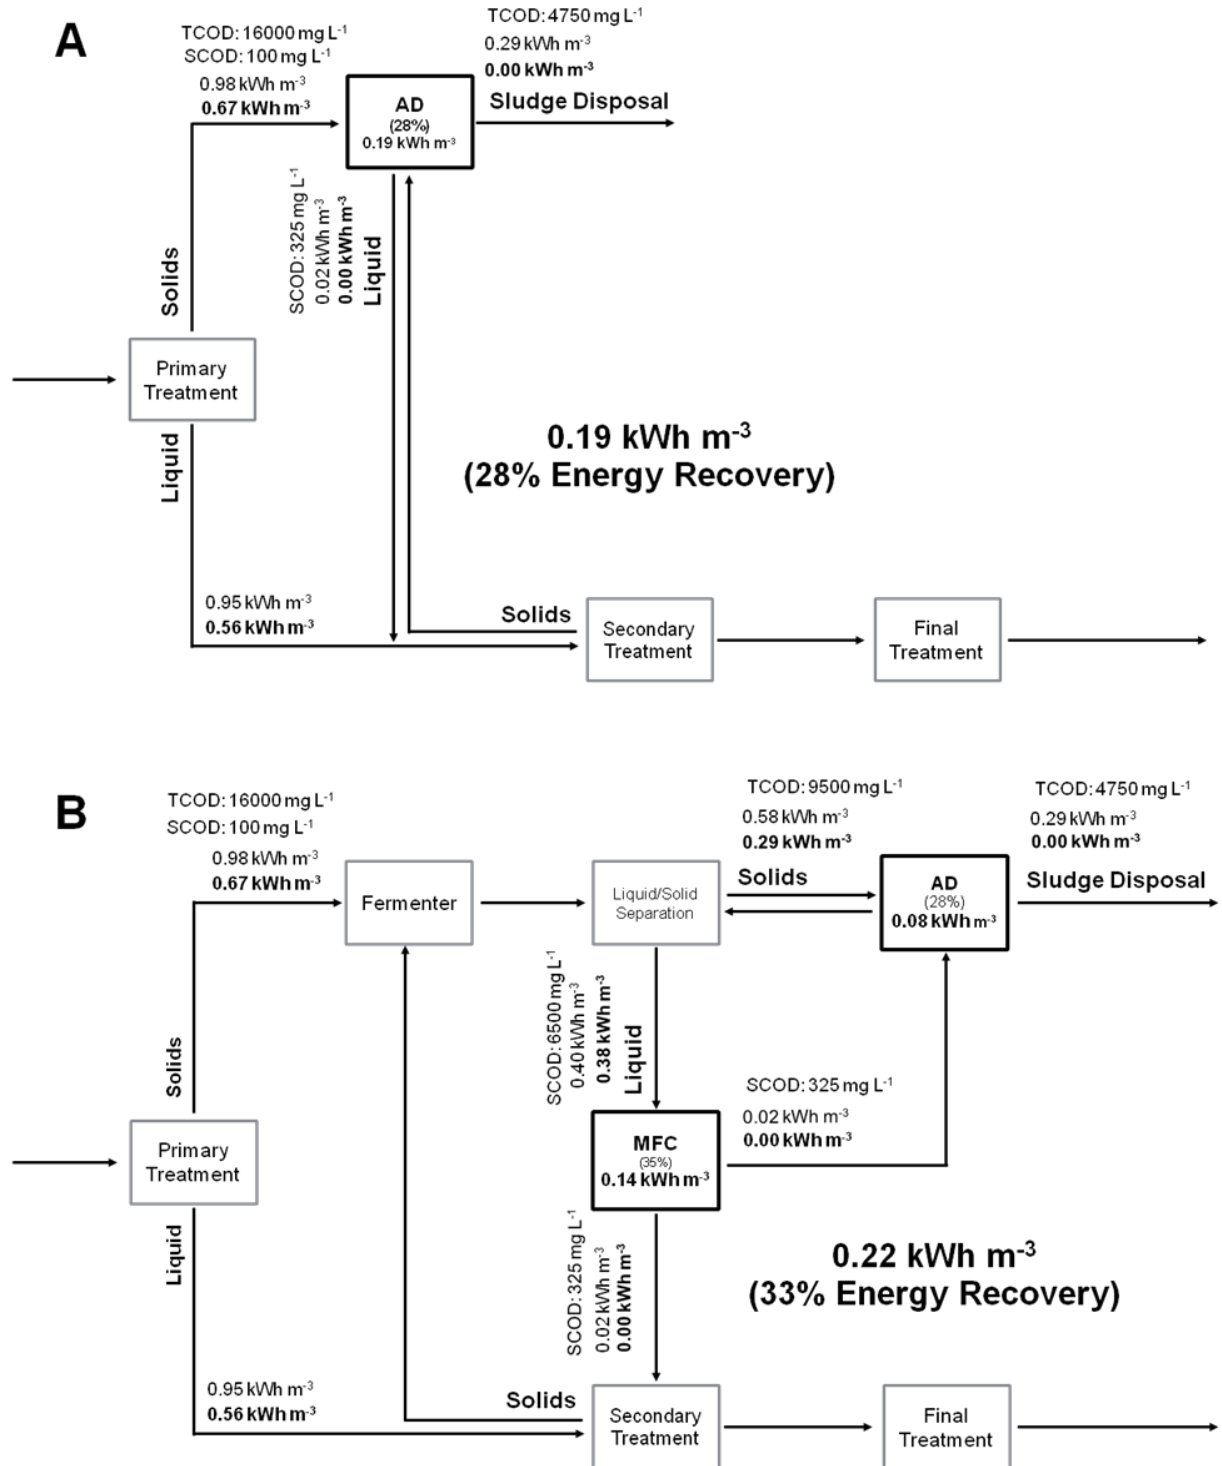 A
TCOD: 16000 mg L-1
SCOD: 100 mg L-1
0.98 kWh m-3
0.67 kWh m-3
AD
(28%)
0.19 kWh m-3
TCOD: 4750 mg L-1
0.29 kWh m-3
0.00 kWh m-3
Sludge Disposal
SCOD: 325 mg L-1
0.02 kWh m-3
0.00 kWh m-3
Liquid
Solids
Primary
Treatment
Liquid
0.19 kWh m-3
(28% Energy Recovery)
0.95 kWh m-3
0.56 kWh m-3
Solids
Secondary
Treatment
Final
Treatment
B
TCOD: 16000 mg L-1
SCOD: 100 mg L-1
0.98 kWh m-3
0.67 kWh m-3
Fermenter
Liquid/Solid
Separation
TCOD: 9500 mg L-1
0.58 kWh m-3
0.29 kWh m-3
Solids
AD
(28%)
0.08 kWh m-3
TCOD: 4750 mg L-1
0.29 kWh m-3
0.00 kWh m-3
Sludge Disposal
SCOD: 6500 mg L-1
0.40 kWh m-3
0.38 kWh m-3
Liquid
Solids
SCOD: 325 mg L-1
0.02 kWh m-3
0.00 kWh m-3
MFC
(35%)
0.14 kWh m-3
Primary
Treatment
Liquid
SCOD: 325 mg L-1
0.02 kWh m-3
0.00 kWh m-3
0.22 kWh m-3
(33% Energy Recovery)
0.95 kWh m-3
0.56 kWh m-3
Solids
Secondary
Treatment
Final
Treatment